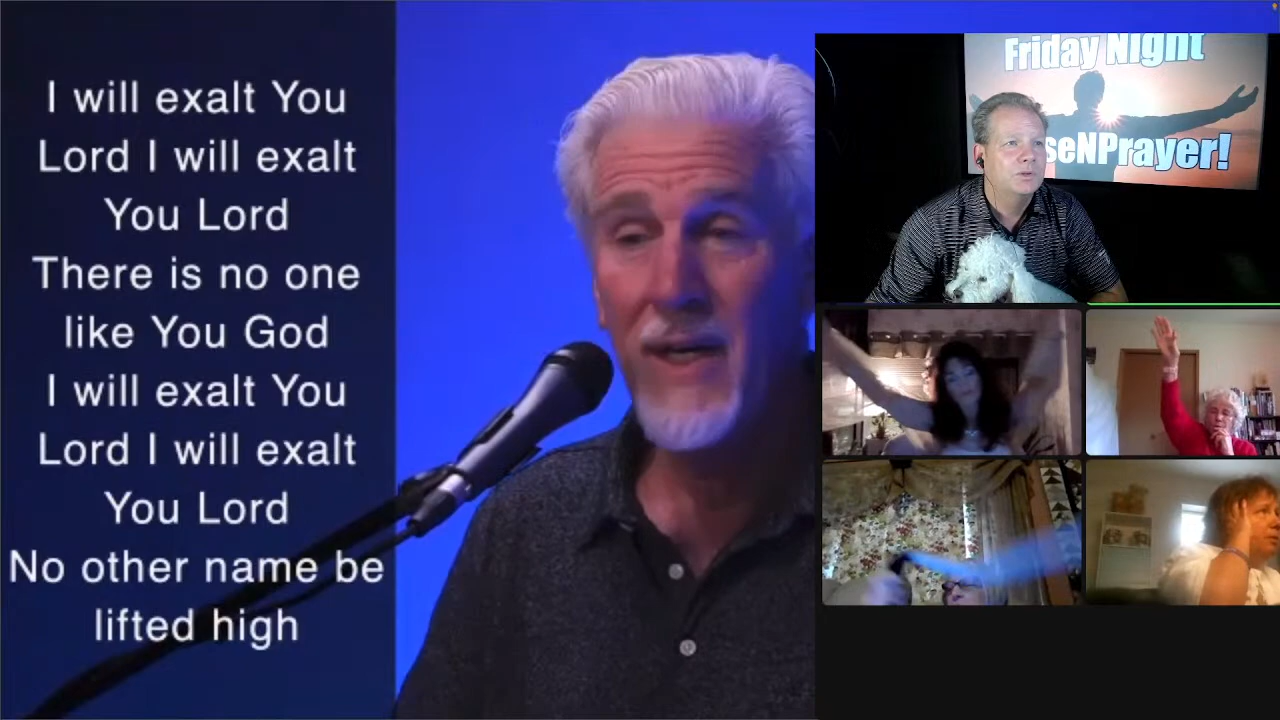 I will exalt You
Lord I will exalt
You Lord
There is no one
like You God
I will exalt You
Lord I will exalt
You Lord
No other name be
lifted high
Friday Night
seNPrayer!